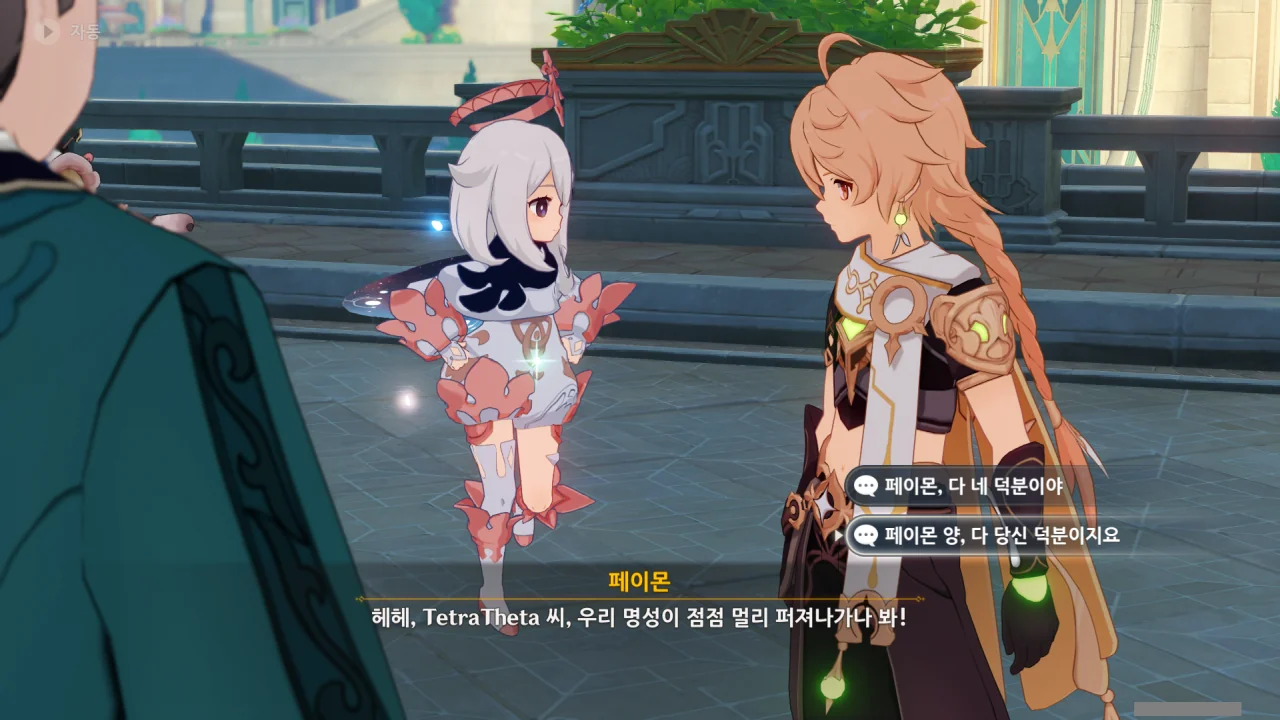 자동
페이몬, 다 네 덕분이야
페이몬 양, 다 당신 덕분이지요
페이몬
헤헤, TetraTheta 씨, 우리 명성이 점점 멀리 퍼져나가나 봐!